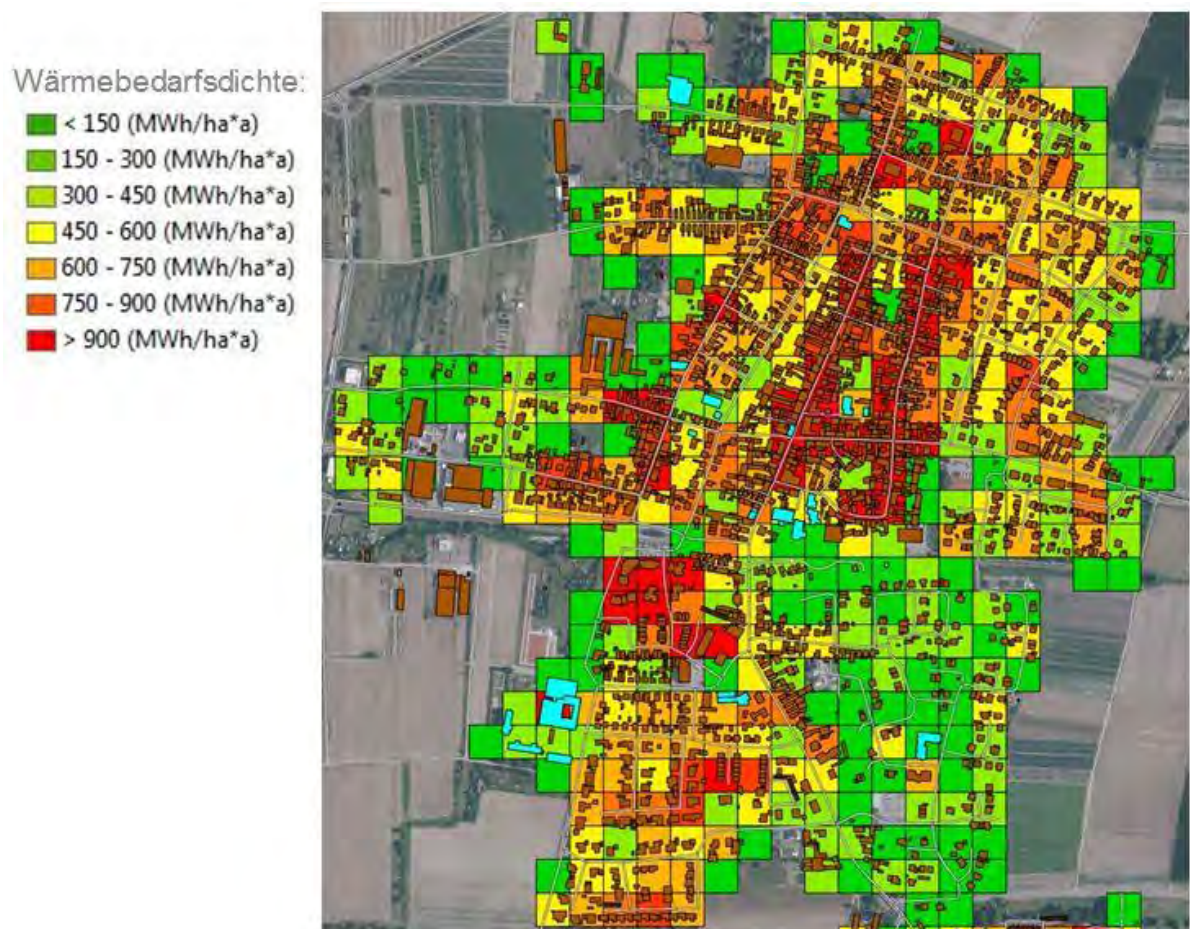 Wärmebedarfsdichte:
< 150 (MWh/ha*a)
150 - 300 (MWh/ha*a)
300 - 450 (MWh/ha*a)
450 - 600 (MWh/ha*a)
600 - 750 (MWh/ha*a)
750 - 900 (MWh/ha*a)
> 900 (MWh/ha*a)